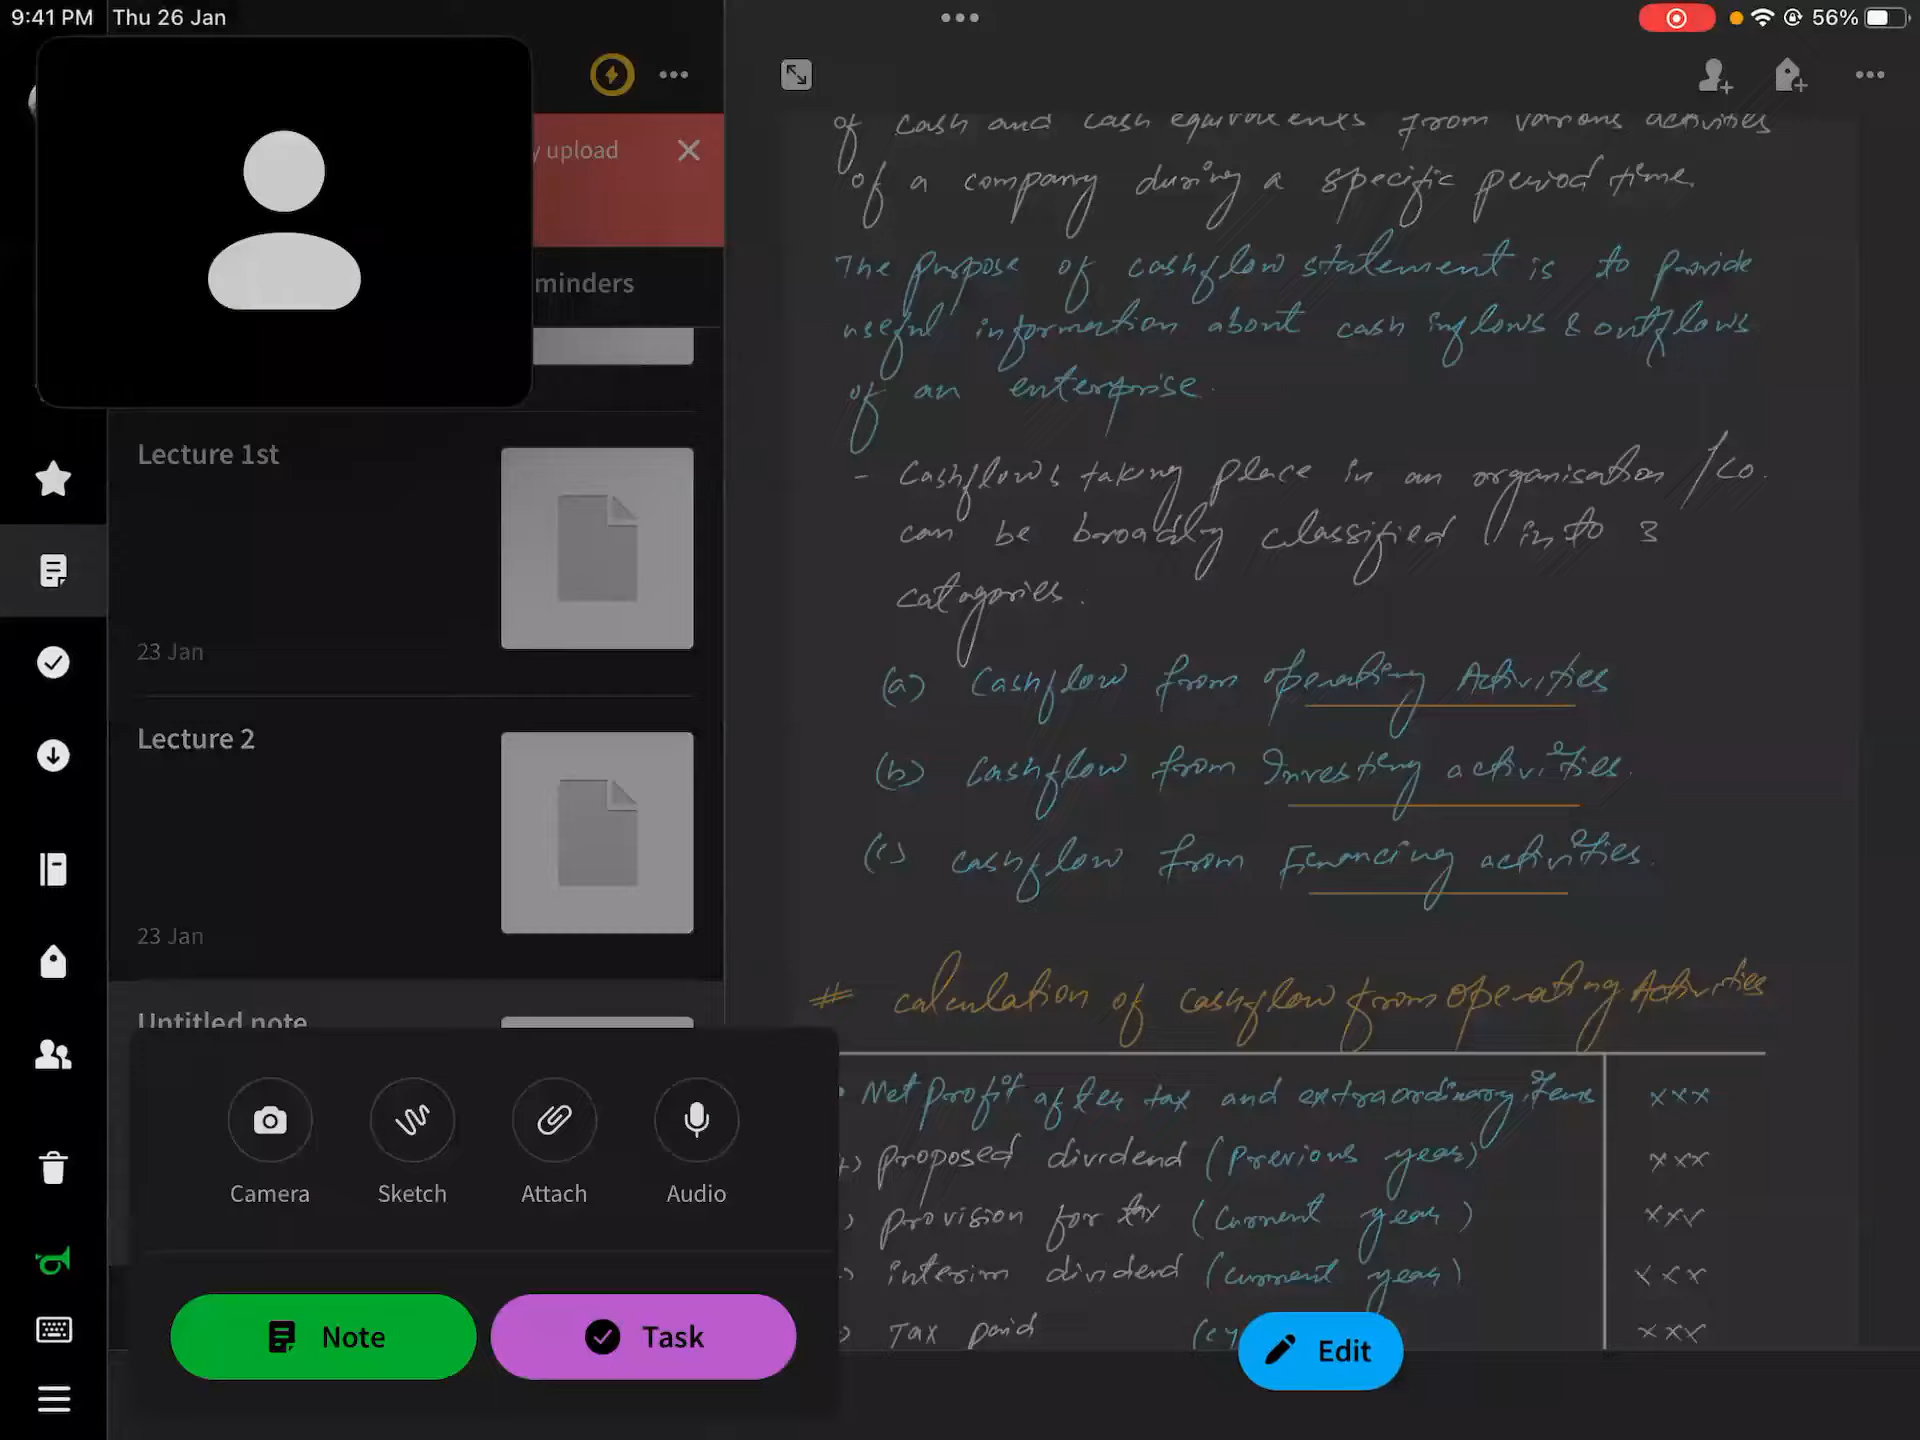 9:41 PM Thu 26 Jan
56%
y upload
minders
Lecture 1st
23 Jan
Lecture 2
23 Jan
Untitled note
Camera
Sketch
Attach
Audio
Note
Task
of cash and cash equivalents from various activities
of a company during a specific period time.
The purpose of cashflow statement is to provide
useful information about cash inflows & outflows
of an enterprise.
- Cashflows taking place in an organisation / co.
can be broadly classified into 3
catagories.
(a) Cashflow from operating Activities
(b) Cashflow from Investing activities.
(c) cashflow from Financing activities.
# calculation of cashflow from operating Activities
Net profit after tax and extraordinary items xxx
+) proposed dividend (previous year) xxx
) provision for tax (current year) xxx
) interim dividend (current year) xxx
) Tax paid (cy xxx
Edit